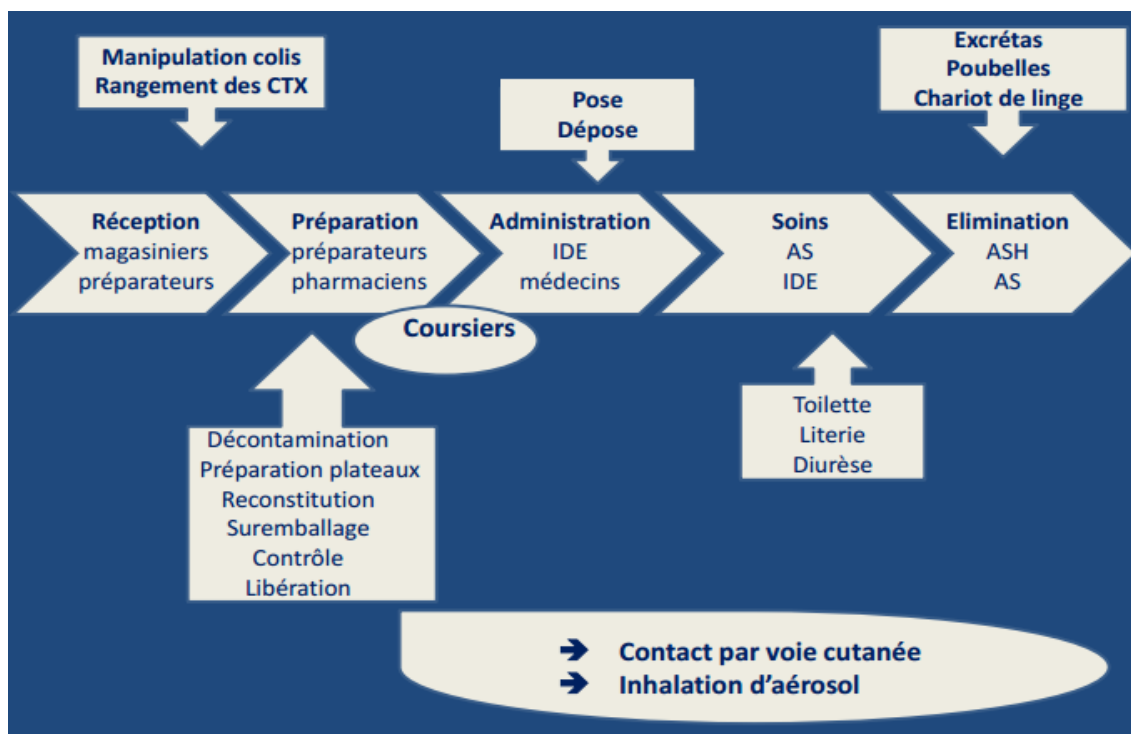 Manipulation colis
Rangement des CTX
Pose
Dépose
Excrétas
Poubelles
Chariot de linge
Réception
magasiniers
préparateurs
Préparation
préparateurs
pharmaciens
Administration
IDE
médecins
Soins
AS
IDE
Elimination
ASH
AS
Coursiers
Décontamination
Préparation plateaux
Reconstitution
Suremballage
Contrôle
Libération
Toilette
Literie
Diurèse
➔ Contact par voie cutanée
➔ Inhalation d’aérosol